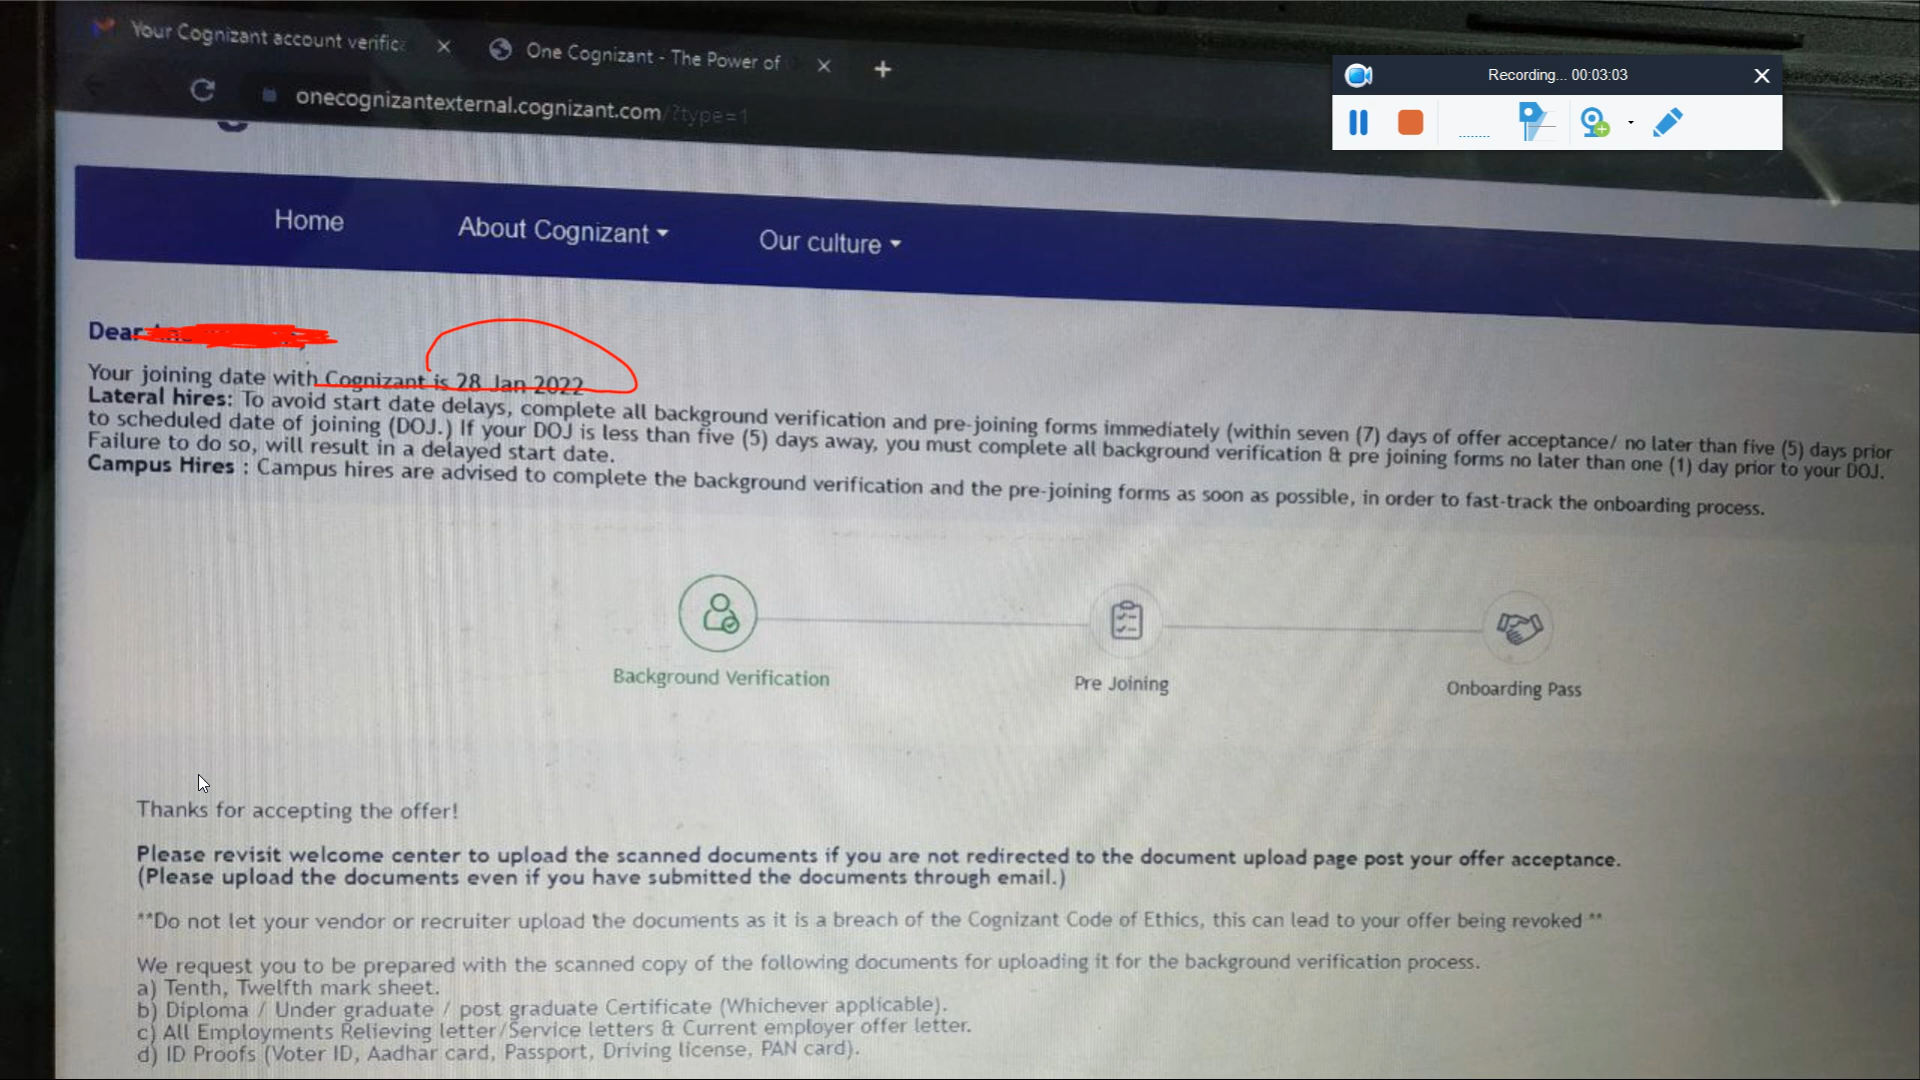 Your Cognizant account verific
One Cognizant - The Power of
onecognizantexternal.cognizant.com/?type=1
Recording... 00:03:03
Home
About Cognizant
Our culture
Dear
Your joining date with Cognizant is 28 Jan 2022
Lateral hires: To avoid start date delays, complete all background verification and pre-joining forms immediately (within seven (7) days of offer acceptance/ no later than five (5) days prior
to scheduled date of joining (DOJ.) If your DOJ is less than five (5) days away, you must complete all background verification & pre joining forms no later than one (1) day prior to your DOJ.
Failure to do so, will result in a delayed start date.
Campus Hires : Campus hires are advised to complete the background verification and the pre-joining forms as soon as possible, in order to fast-track the onboarding process.
Background Verification
Pre Joining
Onboarding Pass
Thanks for accepting the offer!
Please revisit welcome center to upload the scanned documents if you are not redirected to the document upload page post your offer acceptance.
(Please upload the documents even if you have submitted the documents through email.)
**Do not let your vendor or recruiter upload the documents as it is a breach of the Cognizant Code of Ethics, this can lead to your offer being revoked **
We request you to be prepared with the scanned copy of the following documents for uploading it for the background verification process.
a) Tenth, Twelfth mark sheet.
b) Diploma / Under graduate / post graduate Certificate (Whichever applicable).
c) All Employments Relieving letter/Service letters & Current employer offer letter.
d) ID Proofs (Voter ID, Aadhar card, Passport, Driving license, PAN card).